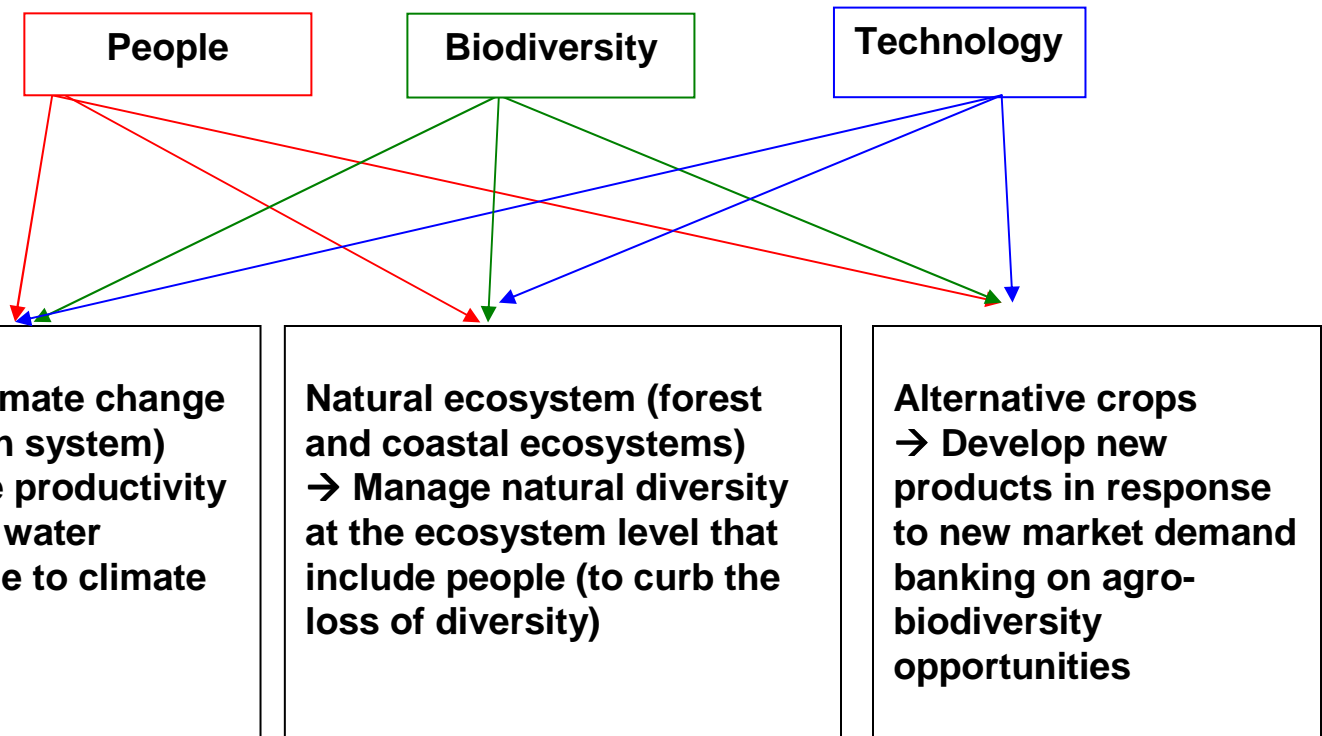 People
Biodiversity
Technology
mate change
n system)
e productivity
water
e to climate
Natural ecosystem (forest
and coastal ecosystems)
→ Manage natural diversity
at the ecosystem level that
include people (to curb the
loss of diversity)
Alternative crops
→ Develop new
products in response
to new market demand
banking on agro-
biodiversity
opportunities